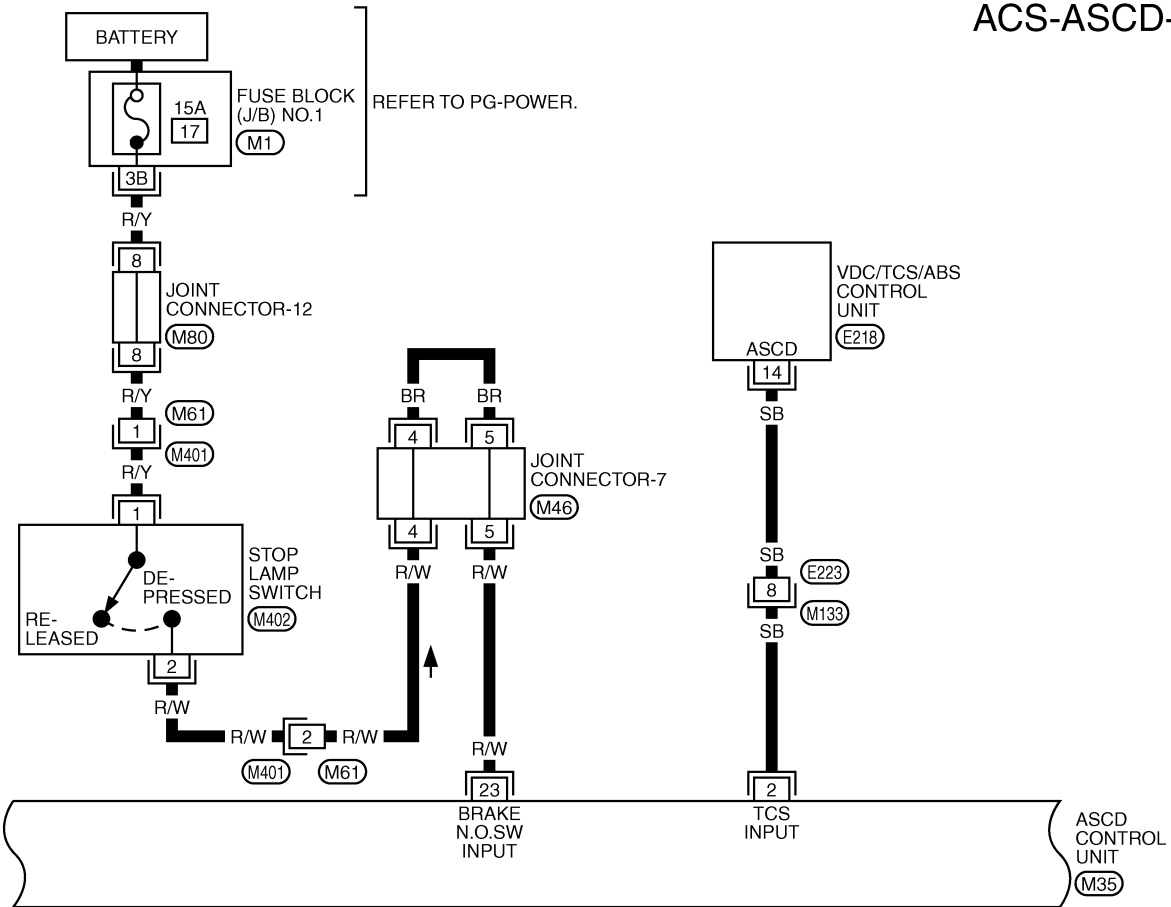 ACS-ASCD-
BATTERY
15A
17
FUSE BLOCK
(J/B) NO.1
M1
REFER TO PG-POWER.
3B
R/Y
8
JOINT
CONNECTOR-12
M80
8
R/Y
M61
1
M401
R/Y
1
STOP
LAMP
SWITCH
M402
DE-
PRESSED
RE-
LEASED
2
R/W
R/W
2
R/W
M401
M61
BR
BR
4
5
JOINT
CONNECTOR-7
M46
4
5
R/W
R/W
R/W
23
BRAKE
N.O.SW
INPUT
VDC/TCS/ABS
CONTROL
UNIT
E218
ASCD
14
SB
SB
E223
8
M133
SB
2
TCS
INPUT
ASCD
CONTROL
UNIT
M35